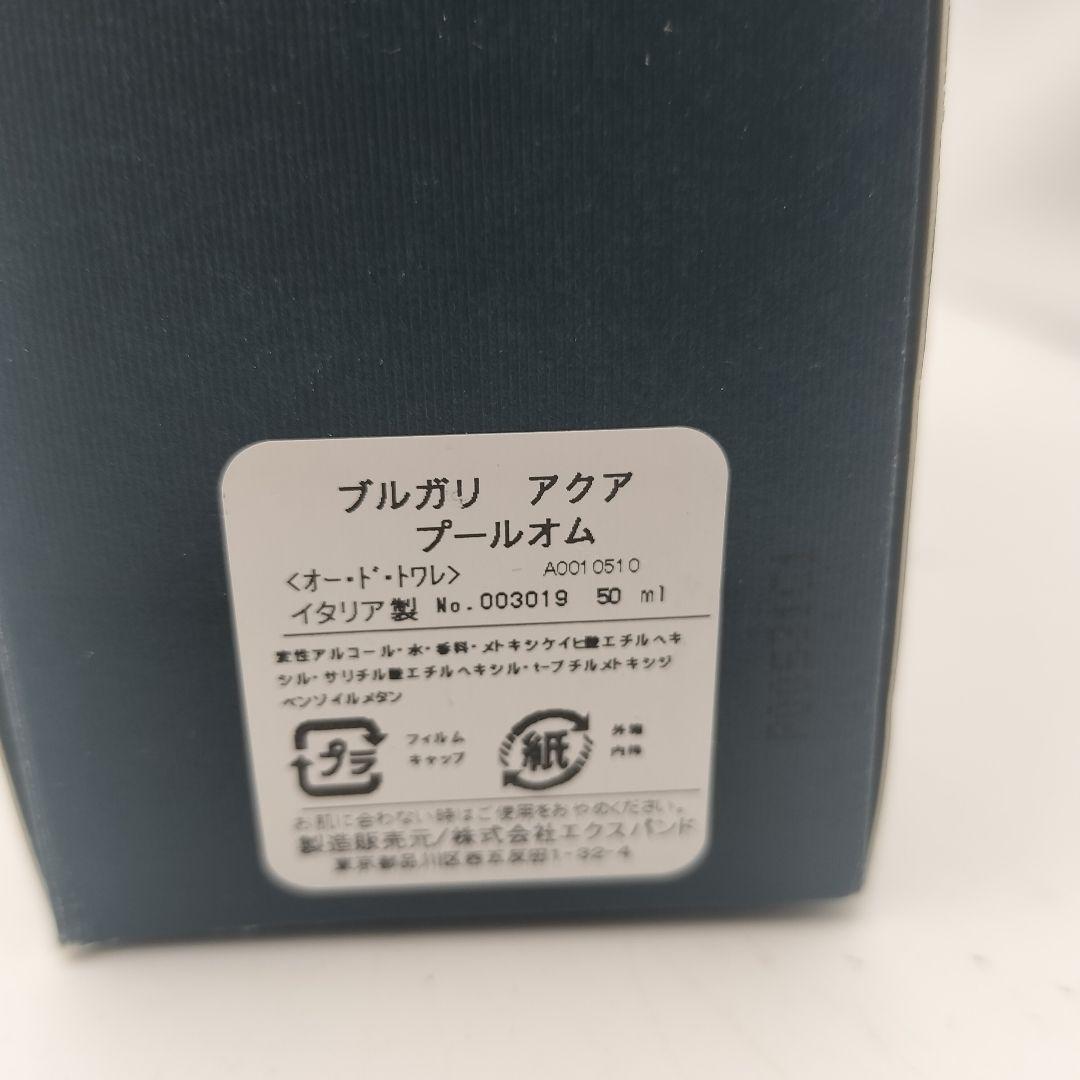 ブルガリ アクア
プールオム
<オー・ド・トワレ> A0010510
イタリア製 No.003019 50 ml
変性アルコール・水・香料・メトキシケイヒ酸エチルヘキ
シル・サリチル酸エチルヘキシル・t-ブチルメトキシジ
ベンゾイルメタン
プラ フィルム
キャップ
紙 外箱
内枠
お肌に合わない時はご使用をおやめください。
製造販売元/株式会社エクスパンド
東京都品川区西五反田1-32-4